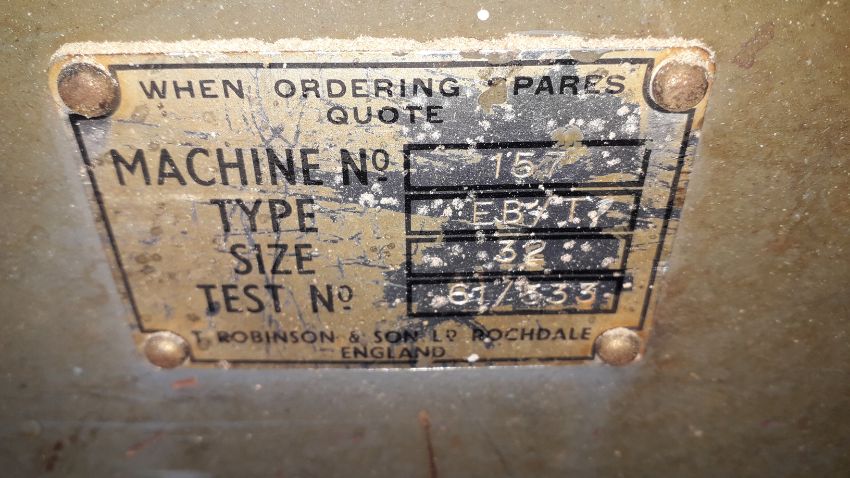 WHEN ORDERING SPARES
QUOTE
MACHINE Nº 157
TYPE EB/T
SIZE 32
TEST Nº 61/333
T. ROBINSON & SON Lᴰ ROCHDALE
ENGLAND